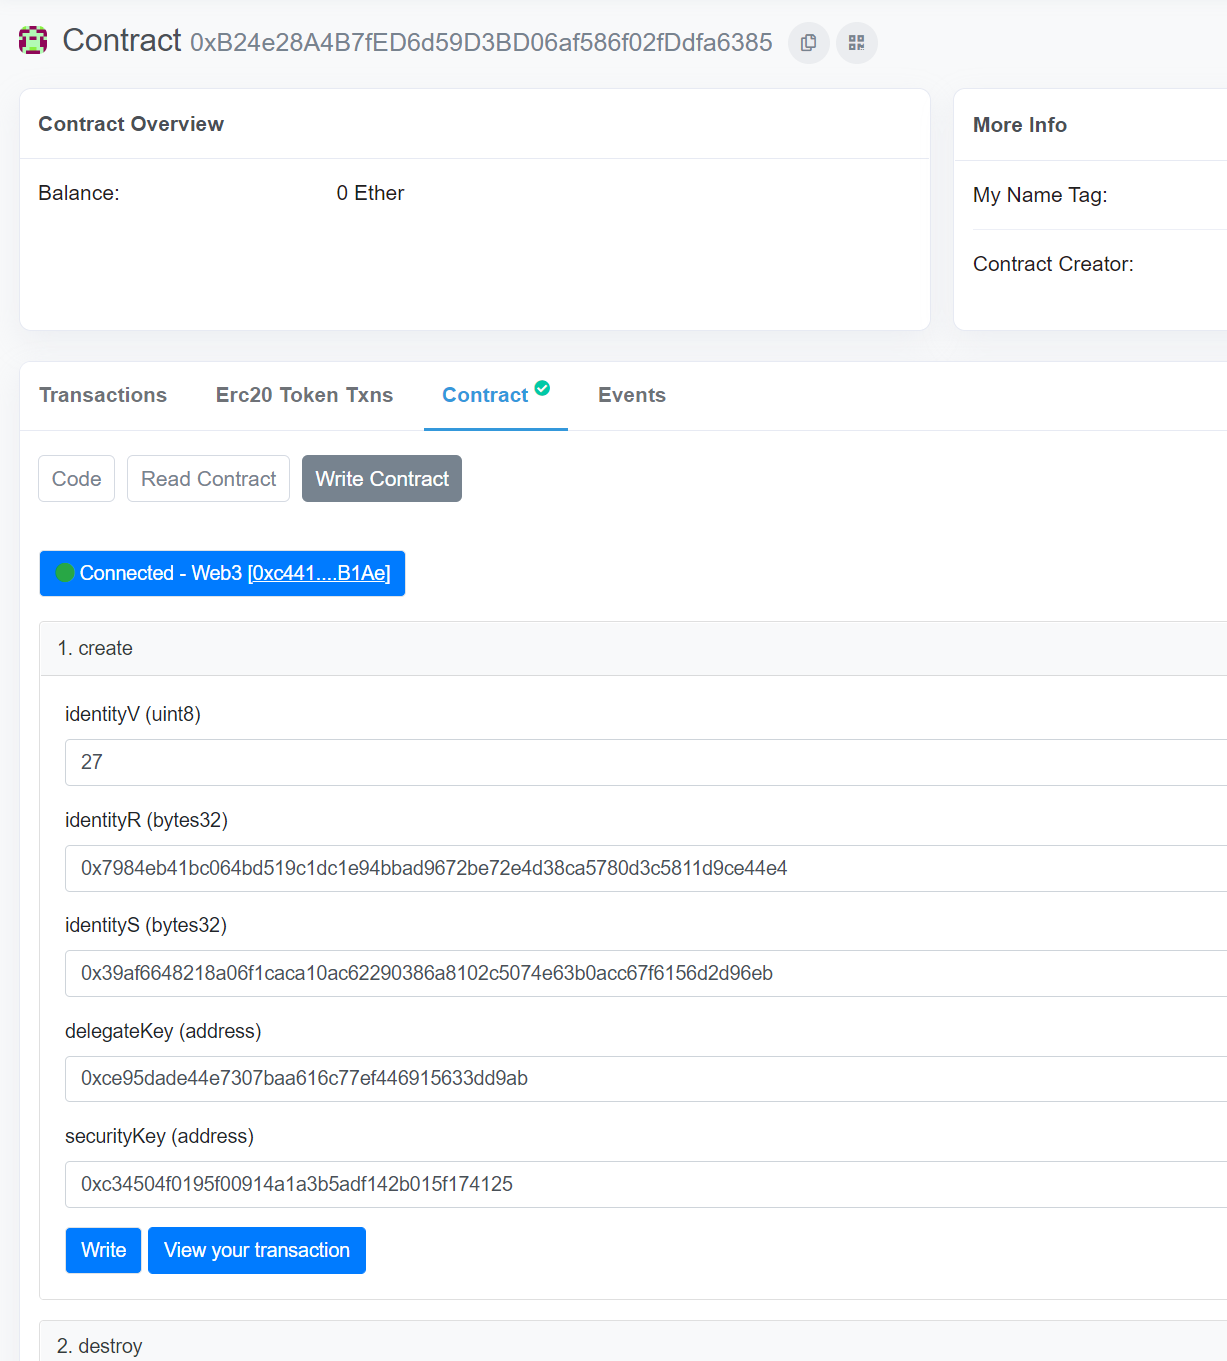 Contract 0xB24e28A4B7fED6d59D3BD06af586f02fDdfa6385
Contract Overview
Balance: 0 Ether
More Info
My Name Tag:
Contract Creator:
Transactions Erc20 Token Txns Contract Events
Code Read Contract Write Contract
Connected - Web3 [0xc441....B1Ae]
1. create
identityV (uint8)
27
identityR (bytes32)
0x7984eb41bc064bd519c1dc1e94bbad9672be72e4d38ca5780d3c5811d9ce44e4
identityS (bytes32)
0x39af6648218a06f1caca10ac62290386a8102c5074e63b0acc67f6156d2d96eb
delegateKey (address)
0xce95dade44e7307baa616c77ef446915633dd9ab
securityKey (address)
0xc34504f0195f00914a1a3b5adf142b015f174125
Write View your transaction
2. destroy